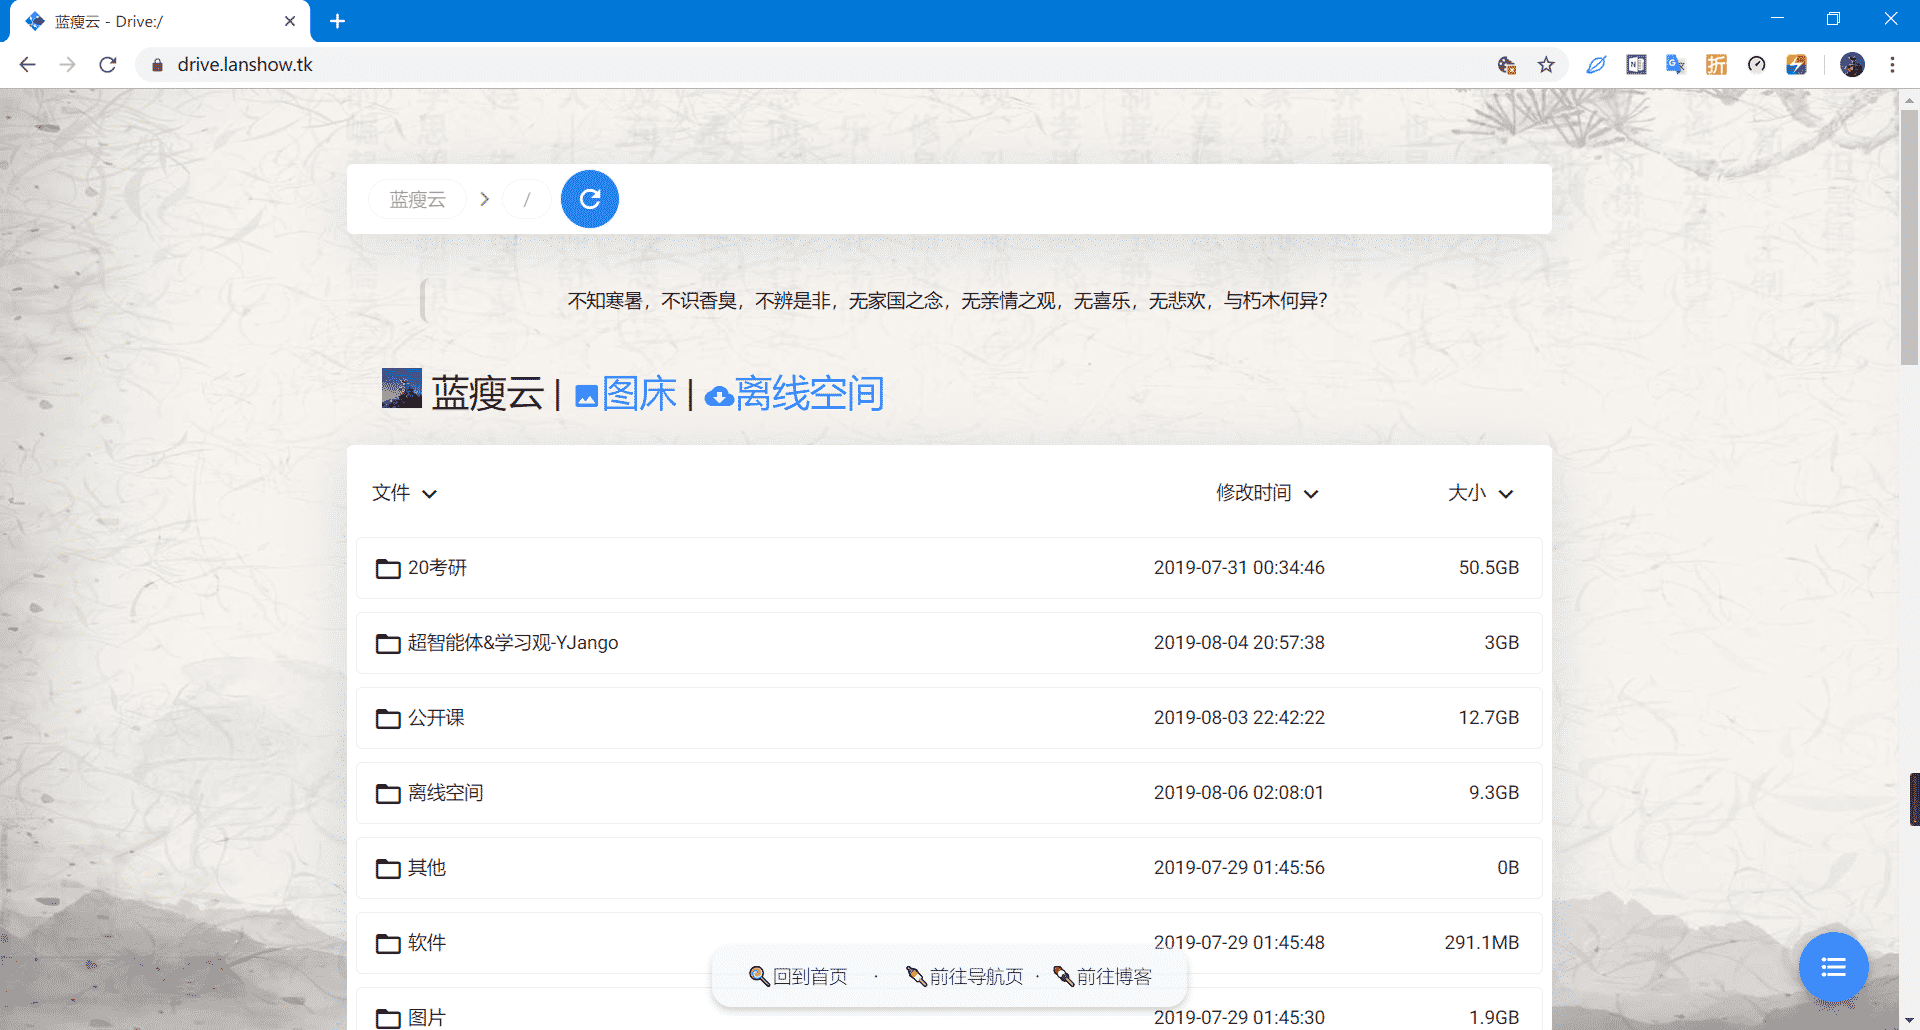 蓝瘦云 - Drive:/
drive.lanshow.tk
蓝瘦云 /
不知寒暑，不识香臭，不辨是非，无家国之念，无亲情之观，无喜乐，无悲欢，与朽木何异？
蓝瘦云 | 图床 | 离线空间
文件 修改时间 大小
20考研 2019-07-31 00:34:46 50.5GB
超智能体&学习观-YJango 2019-08-04 20:57:38 3GB
公开课 2019-08-03 22:42:22 12.7GB
离线空间 2019-08-06 02:08:01 9.3GB
其他 2019-07-29 01:45:56 0B
软件 2019-07-29 01:45:48 291.1MB
回到首页 · 前往导航页 · 前往博客
图片 2019-07-29 01:45:30 1.9GB